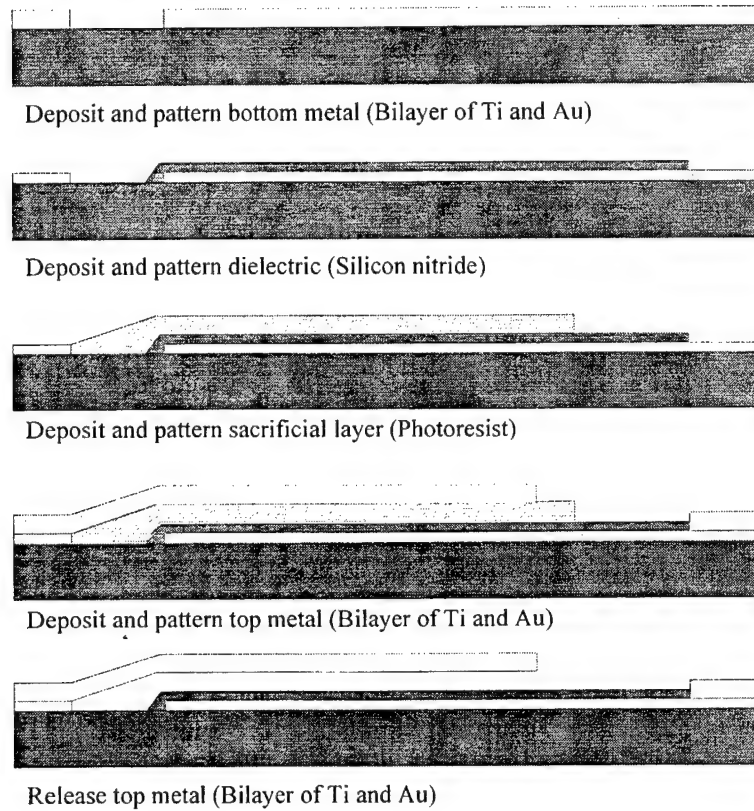 Deposit and pattern bottom metal (Bilayer of Ti and Au)
Deposit and pattern dielectric (Silicon nitride)
Deposit and pattern sacrificial layer (Photoresist)
Deposit and pattern top metal (Bilayer of Ti and Au)
Release top metal (Bilayer of Ti and Au)